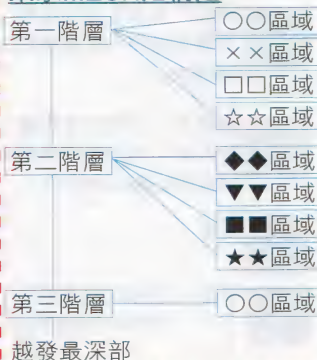 第一階層
○○區域
××區域
□□區域
☆☆區域
第二階層
◆◆區域
▼▼區域
■■區域
★★區域
第三階層
○○區域
越發最深部